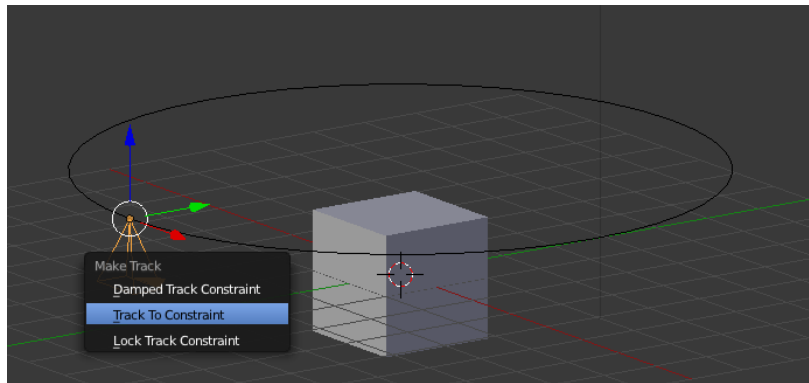 Make Track
Damped Track Constraint
Track To Constraint
Lock Track Constraint